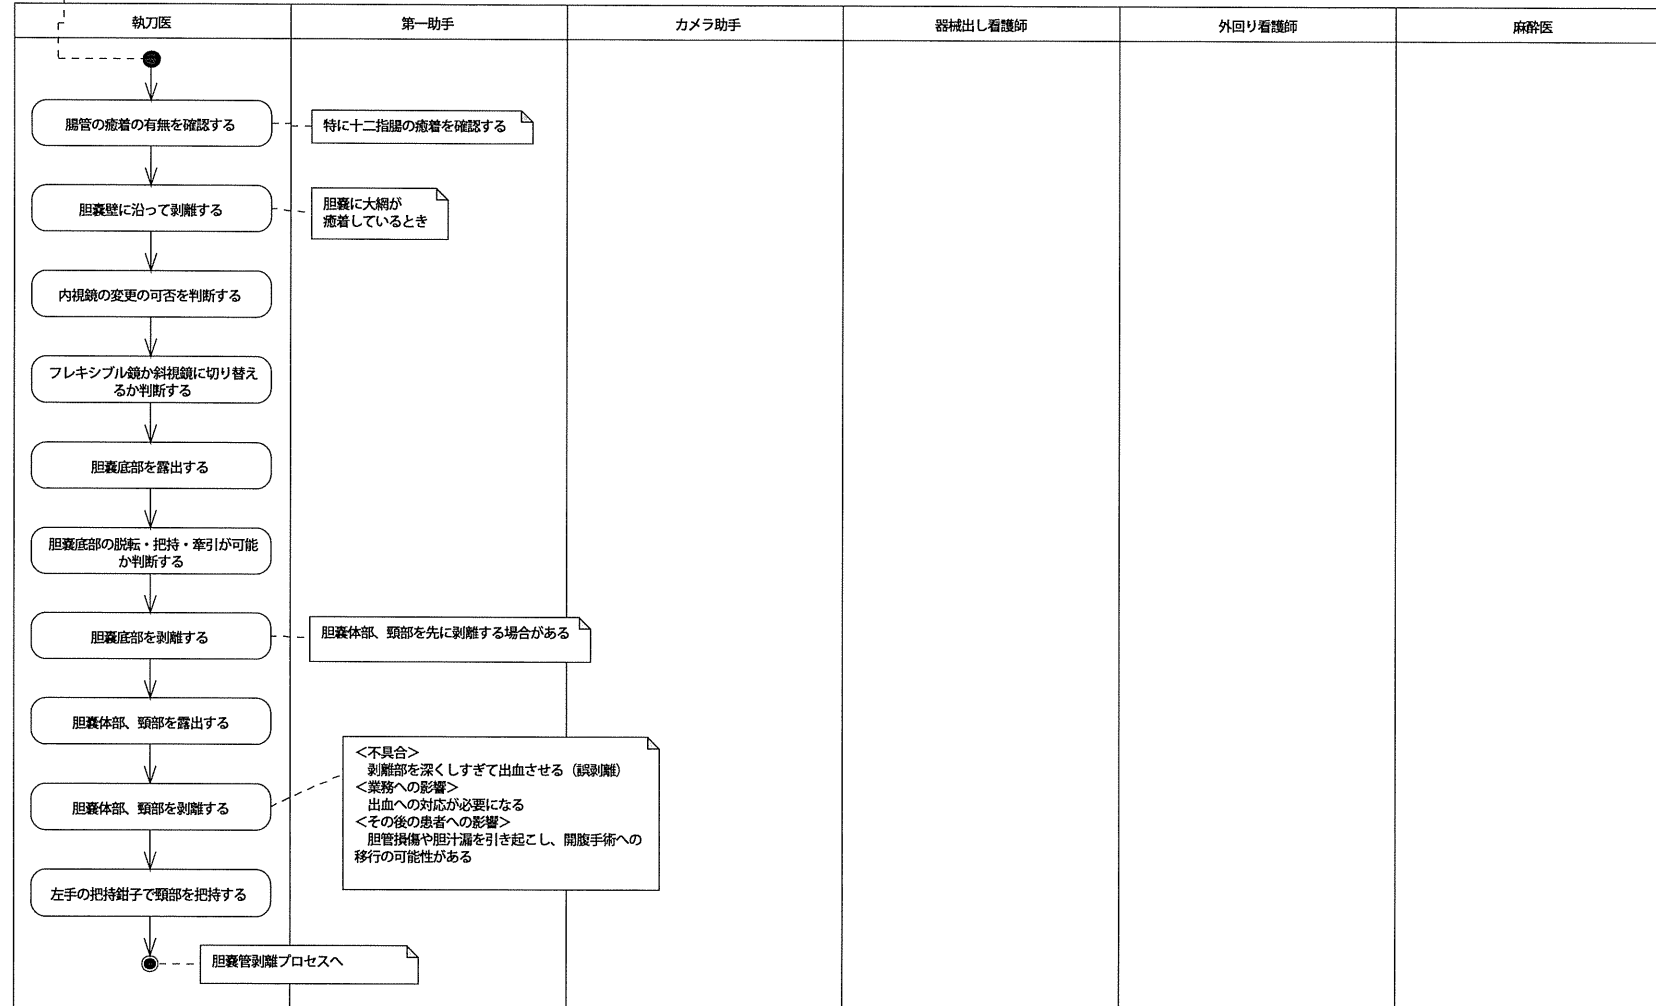 執刀医
第一助手
カメラ助手
器械出し看護師
外回り看護師
麻酔医
腸管の癒着の有無を確認する
特に十二指腸の癒着を確認する
胆嚢壁に沿って剥離する
胆嚢に大網が
癒着しているとき
内視鏡の変更の可否を判断する
フレキシブル鏡か斜視鏡に切り替え
るか判断する
胆嚢底部を露出する
胆嚢底部の脱転・把持・牽引が可能
か判断する
胆嚢底部を剥離する
胆嚢体部、頸部を先に剥離する場合がある
胆嚢体部、頸部を露出する
＜不具合＞
剥離部を深くしすぎて出血させる（誤剥離）
＜業務への影響＞
出血への対応が必要になる
＜その後の患者への影響＞
胆管損傷や胆汁漏を引き起こし、開腹手術への
移行の可能性がある
胆嚢体部、頸部を剥離する
左手の把持鉗子で頸部を把持する
胆嚢管剥離プロセスへ